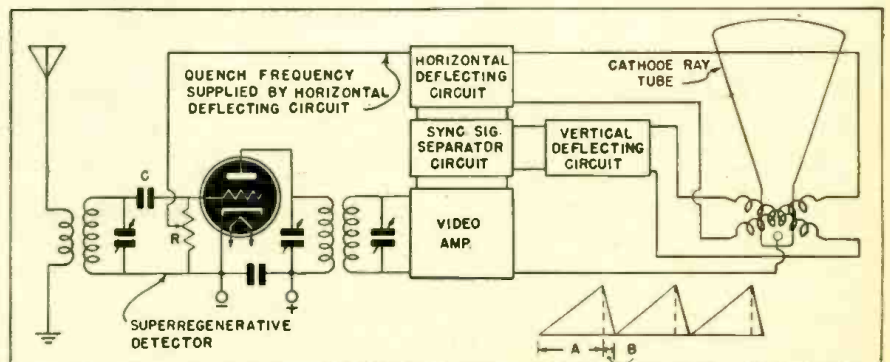 QUENCH FREQUENCY
SUPPLIED BY HORIZONTAL
DEFLECTING CIRCUIT
HORIZONTAL
DEFLECTING
CIRCUIT
CATHODE RAY
TUBE
SYNC SIG.
SEPARATOR
CIRCUIT
VERTICAL
DEFLECTING
CIRCUIT
C
R
VIDEO
AMP.
−
+
SUPERREGENERATIVE
DETECTOR
A
B